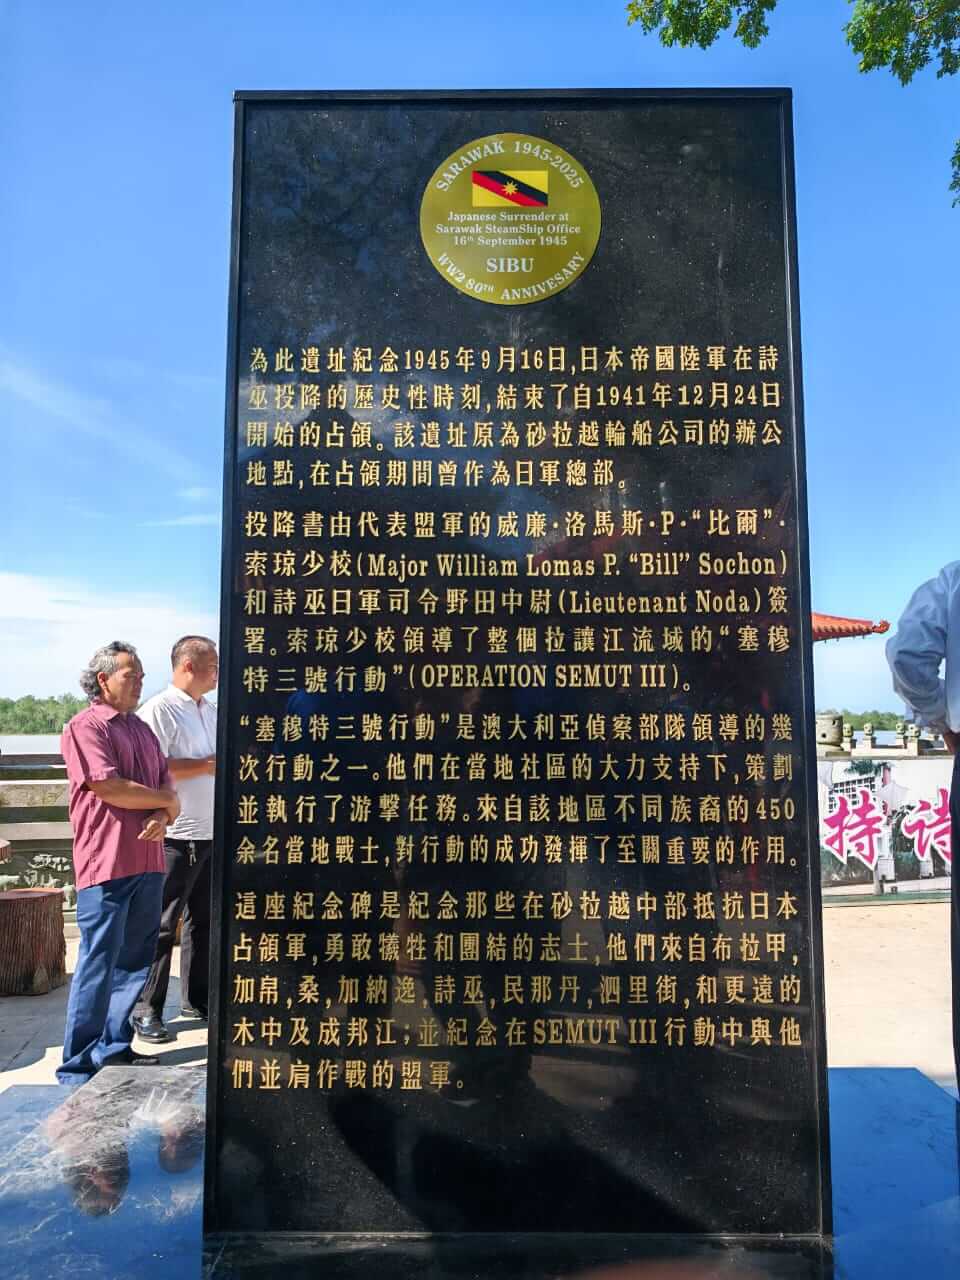 SARAWAK 1945-2025
Japanese Surrender at
Sarawak SteamShip Office
16th September 1945
SIBU
WW2 80TH ANNIVESARY
為此遺址紀念1945年9月16日,日本帝國陸軍在詩
巫投降的歷史性時刻,結束了自1941年12月24日
開始的占領。該遺址原為砂拉越輪船公司的辦公
地點,在占領期間曾作為日軍總部。
投降書由代表盟軍的威廉·洛馬斯·P·“比爾”·
索琼少校(Major William Lomas P. “Bill” Sochon)
和詩巫日軍司令野田中尉(Lieutenant Noda)簽
署。索琼少校領導了整個拉讓江流域的“塞穆
特三號行動”(OPERATION SEMUT III)。
“塞穆特三號行動”是澳大利亞偵察部隊領導的幾
次行動之一。他們在當地社區的大力支持下,策劃
並執行了游擊任務。來自該地區不同族裔的450
余名當地戰士,對行動的成功發揮了至關重要的作用。
這座紀念碑是紀念那些在砂拉越中部抵抗日本
占領軍,勇敢犧牲和團結的志士,他們來自布拉甲,
加帛,桑,加納逸,詩巫,民那丹,泗里街,和更遠的
木中及成邦江;並紀念在SEMUT III行動中與他
們並肩作戰的盟軍。
持 詩